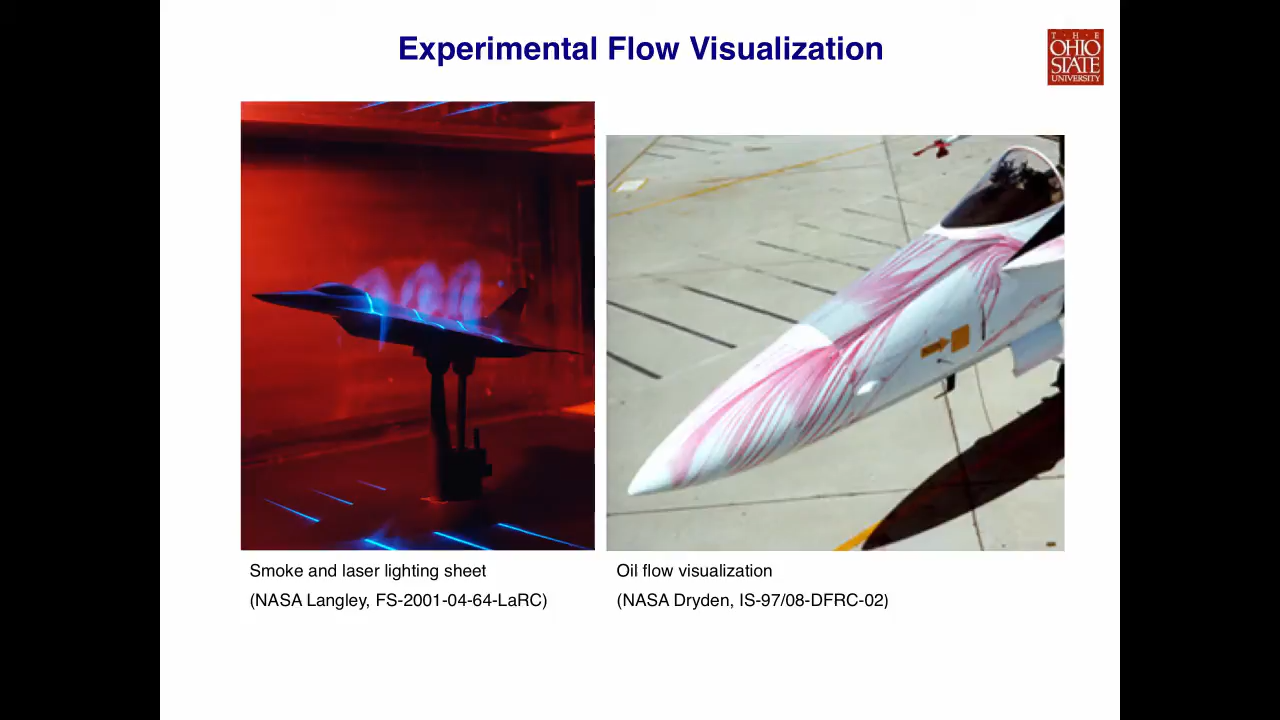 Experimental Flow Visualization
T·H·E
OHIO
STATE
UNIVERSITY
Smoke and laser lighting sheet
(NASA Langley, FS-2001-04-64-LaRC)
Oil flow visualization
(NASA Dryden, IS-97/08-DFRC-02)